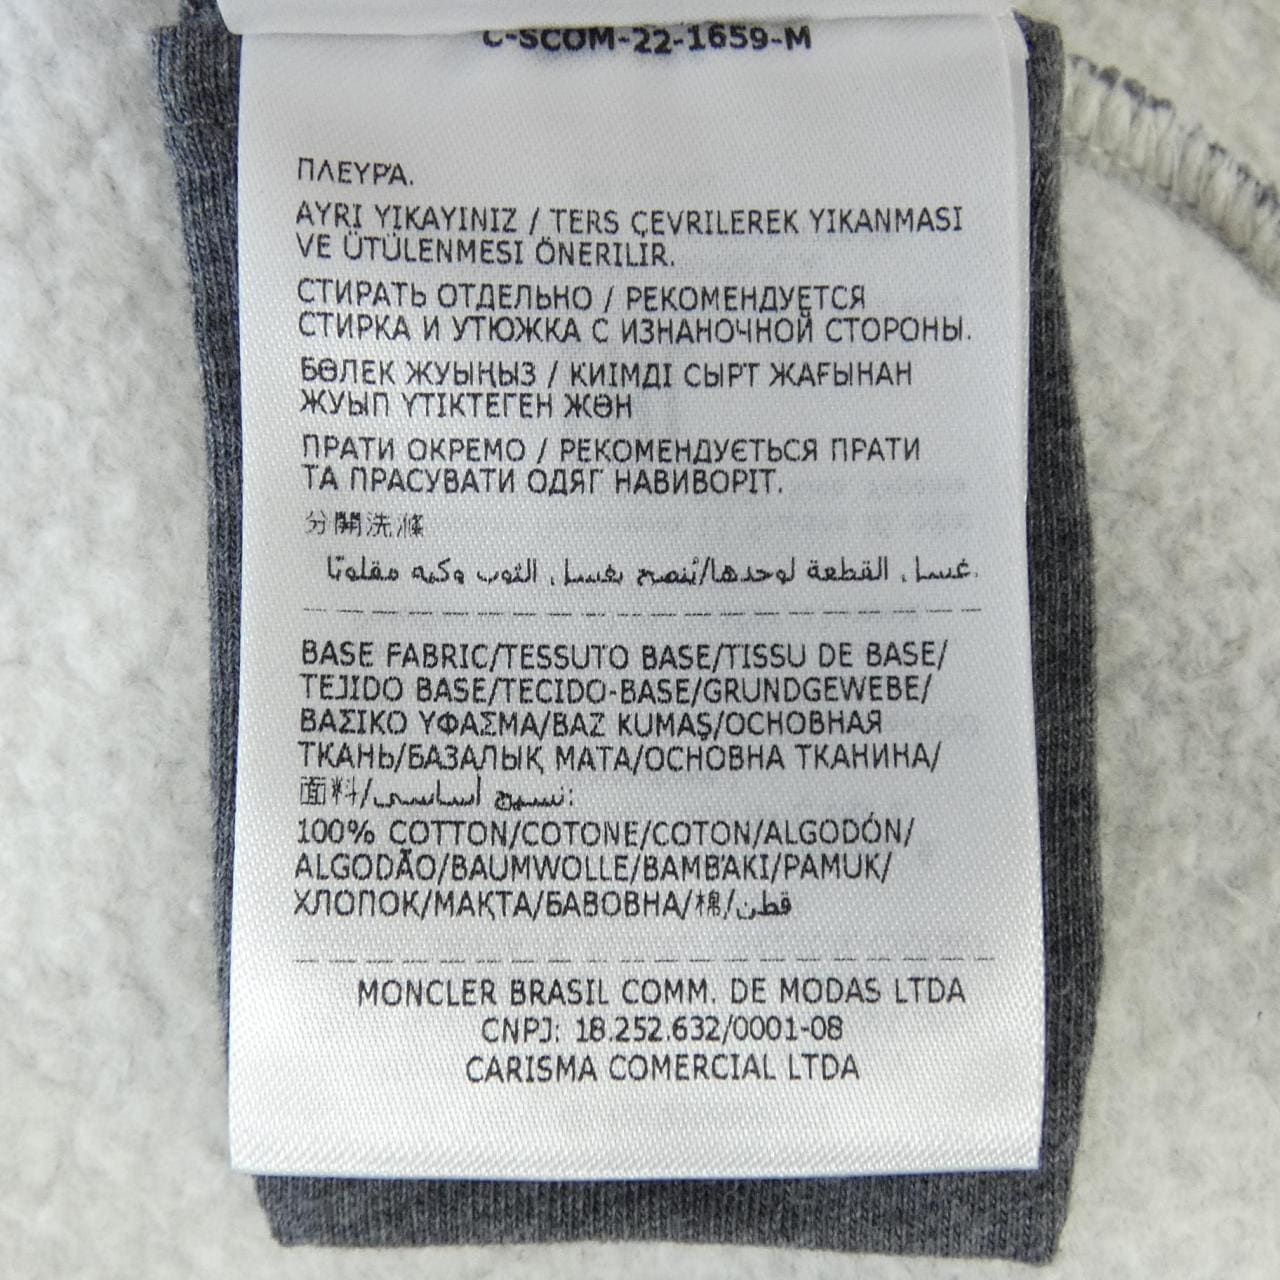 C-SCOM-22-1659-M
ΠΛΕΥΡΆ.
AYRI YIKAYINIZ / TERS ÇEVRILEREK YIKANMASI
VE ÜTÜLENMESI ÖNERILIR.
СТИРАТЬ ОТДЕЛЬНО / РЕКОМЕНДУЕТСЯ
СТИРКА И УТЮЖКА С ИЗНАНОЧНОЙ СТОРОНЫ.
БӨЛЕК ЖУЫҢЫЗ / КИІМДІ СЫРТ ЖАҒЫНАН
ЖУЫП ҮТІКТЕГЕН ЖӨН
ПРАТИ ОКРЕМО / РЕКОМЕНДУЄТЬСЯ ПРАТИ
ТА ПРАСУВАТИ ОДЯГ НАВИВОРІТ.
分開洗滌
غسل القطعة لوحدها/يُنصح بغسل الثوب وكيه مقلوبًا.
BASE FABRIC/TESSUTO BASE/TISSU DE BASE/
TEJIDO BASE/TECIDO-BASE/GRUNDGEWEBE/
ΒΑΣΙΚΟ ΥΦΑΣΜΑ/BAZ KUMAŞ/ОСНОВНАЯ
ТКАНЬ/БАЗАЛЫҚ МАТА/ОСНОВНА ТКАНИНА/
面料/نسيج أساسي:
100% COTTON/COTONE/COTON/ALGODÓN/
ALGODÃO/BAUMWOLLE/ΒΑΜΒΆΚΙ/PAMUK/
ХЛОПОК/МАҚТА/БАВОВНА/棉/قطن
MONCLER BRASIL COMM. DE MODAS LTDA
CNPJ: 18.252.632/0001-08
CARISMA COMERCIAL LTDA